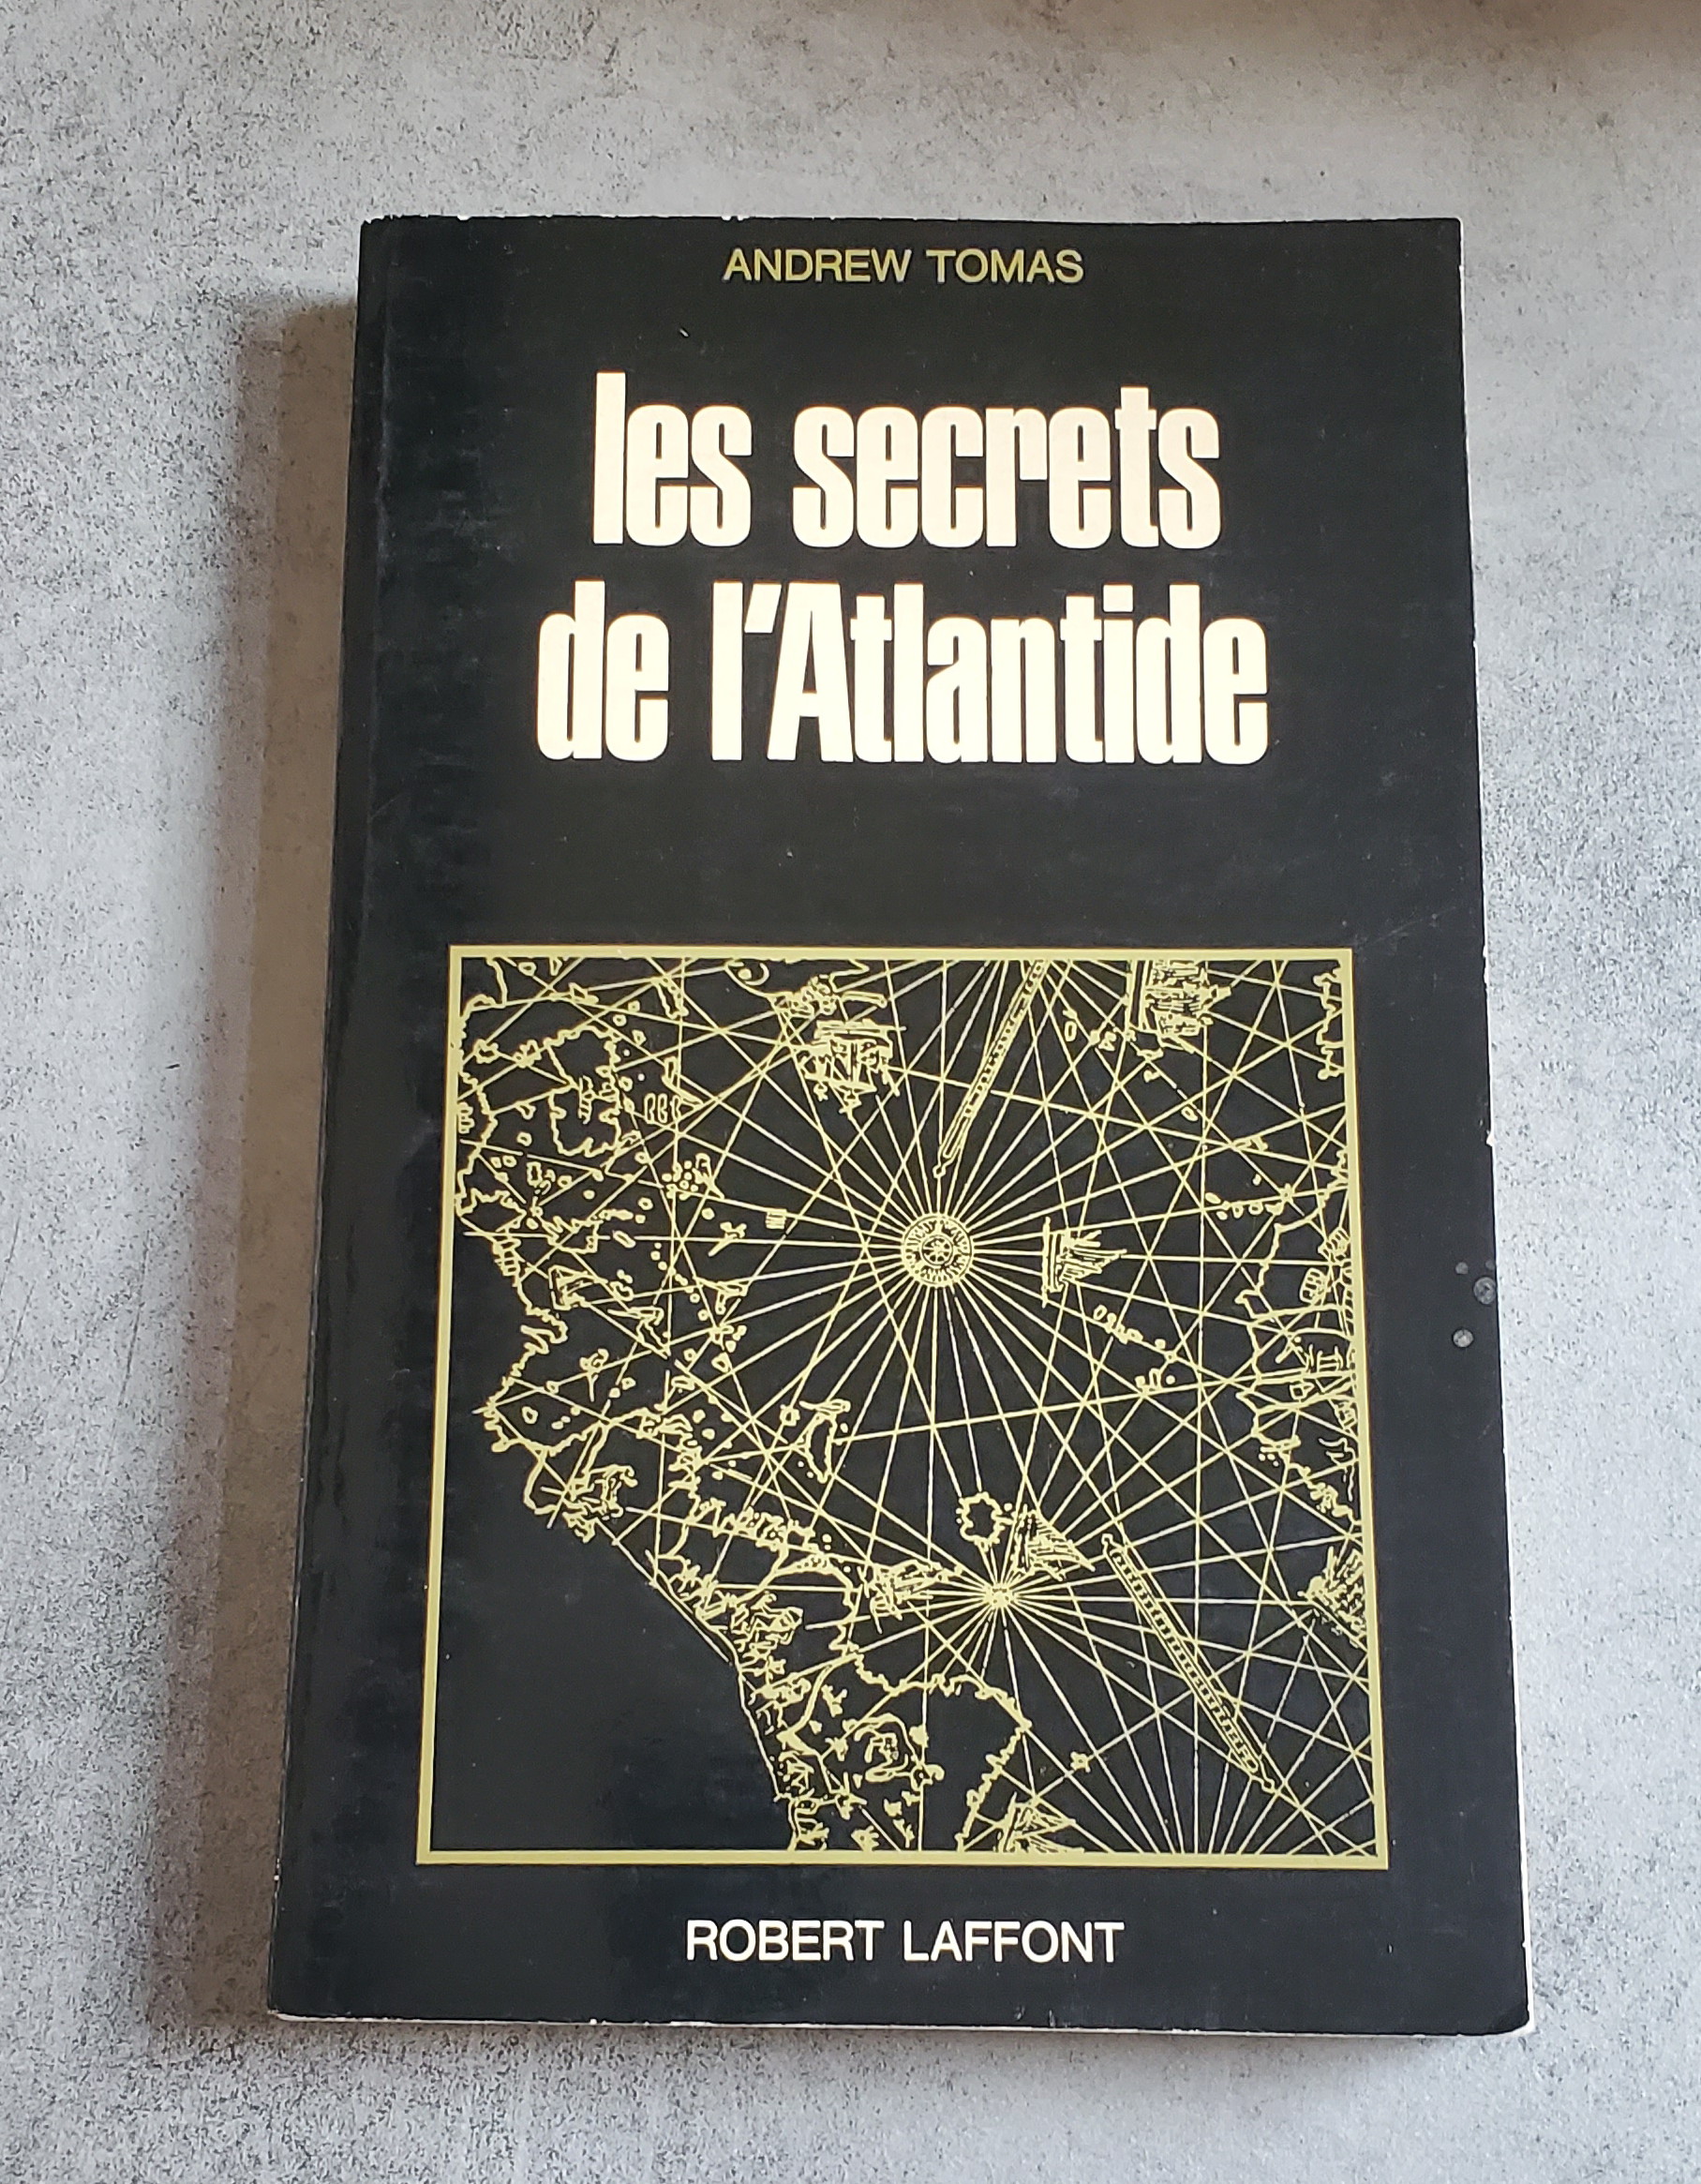 ANDREW TOMAS
les secrets
de l'Atlantide
ROBERT LAFFONT